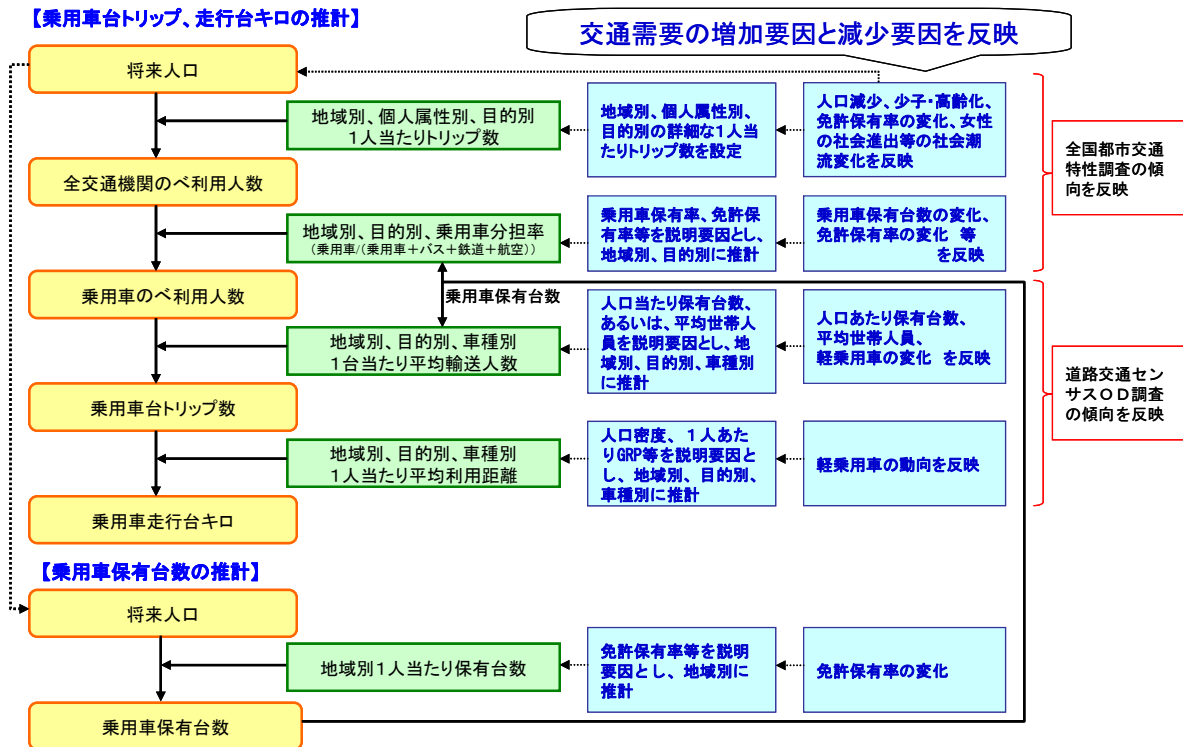 【乗用車台トリップ、走行台キロの推計】
交通需要の増加要因と減少要因を反映
将来人口
地域別、個人属性別、目的別
1人当たりトリップ数
地域別、個人属性別、
目的別の詳細な1人当
たりトリップ数を設定
人口減少、少子・高齢化、
免許保有率の変化、女性
の社会進出等の社会潮
流変化を反映
全国都市交通
特性調査の傾
向を反映
全交通機関のべ利用人数
地域別、目的別、乗用車分担率
(乗用車/(乗用車+バス+鉄道+航空))
乗用車保有率、免許保
有率等を説明要因とし、
地域別、目的別に推計
乗用車保有台数の変化、
免許保有率の変化 等
を反映
乗用車のべ利用人数
乗用車保有台数
地域別、目的別、車種別
1台当たり平均輸送人数
人口当たり保有台数、
あるいは、平均世帯人
員を説明要因とし、地
域別、目的別、車種別
に推計
人口あたり保有台数、
平均世帯人員、
軽乗用車の変化 を反映
道路交通セン
サスOD調査
の傾向を反映
乗用車台トリップ数
地域別、目的別、車種別
1人当たり平均利用距離
人口密度、1人あた
りGRP等を説明要因と
し、地域別、目的別、
車種別に推計
軽乗用車の動向を反映
乗用車走行台キロ
【乗用車保有台数の推計】
将来人口
地域別1人当たり保有台数
免許保有率等を説明
要因とし、地域別に
推計
免許保有率の変化
乗用車保有台数